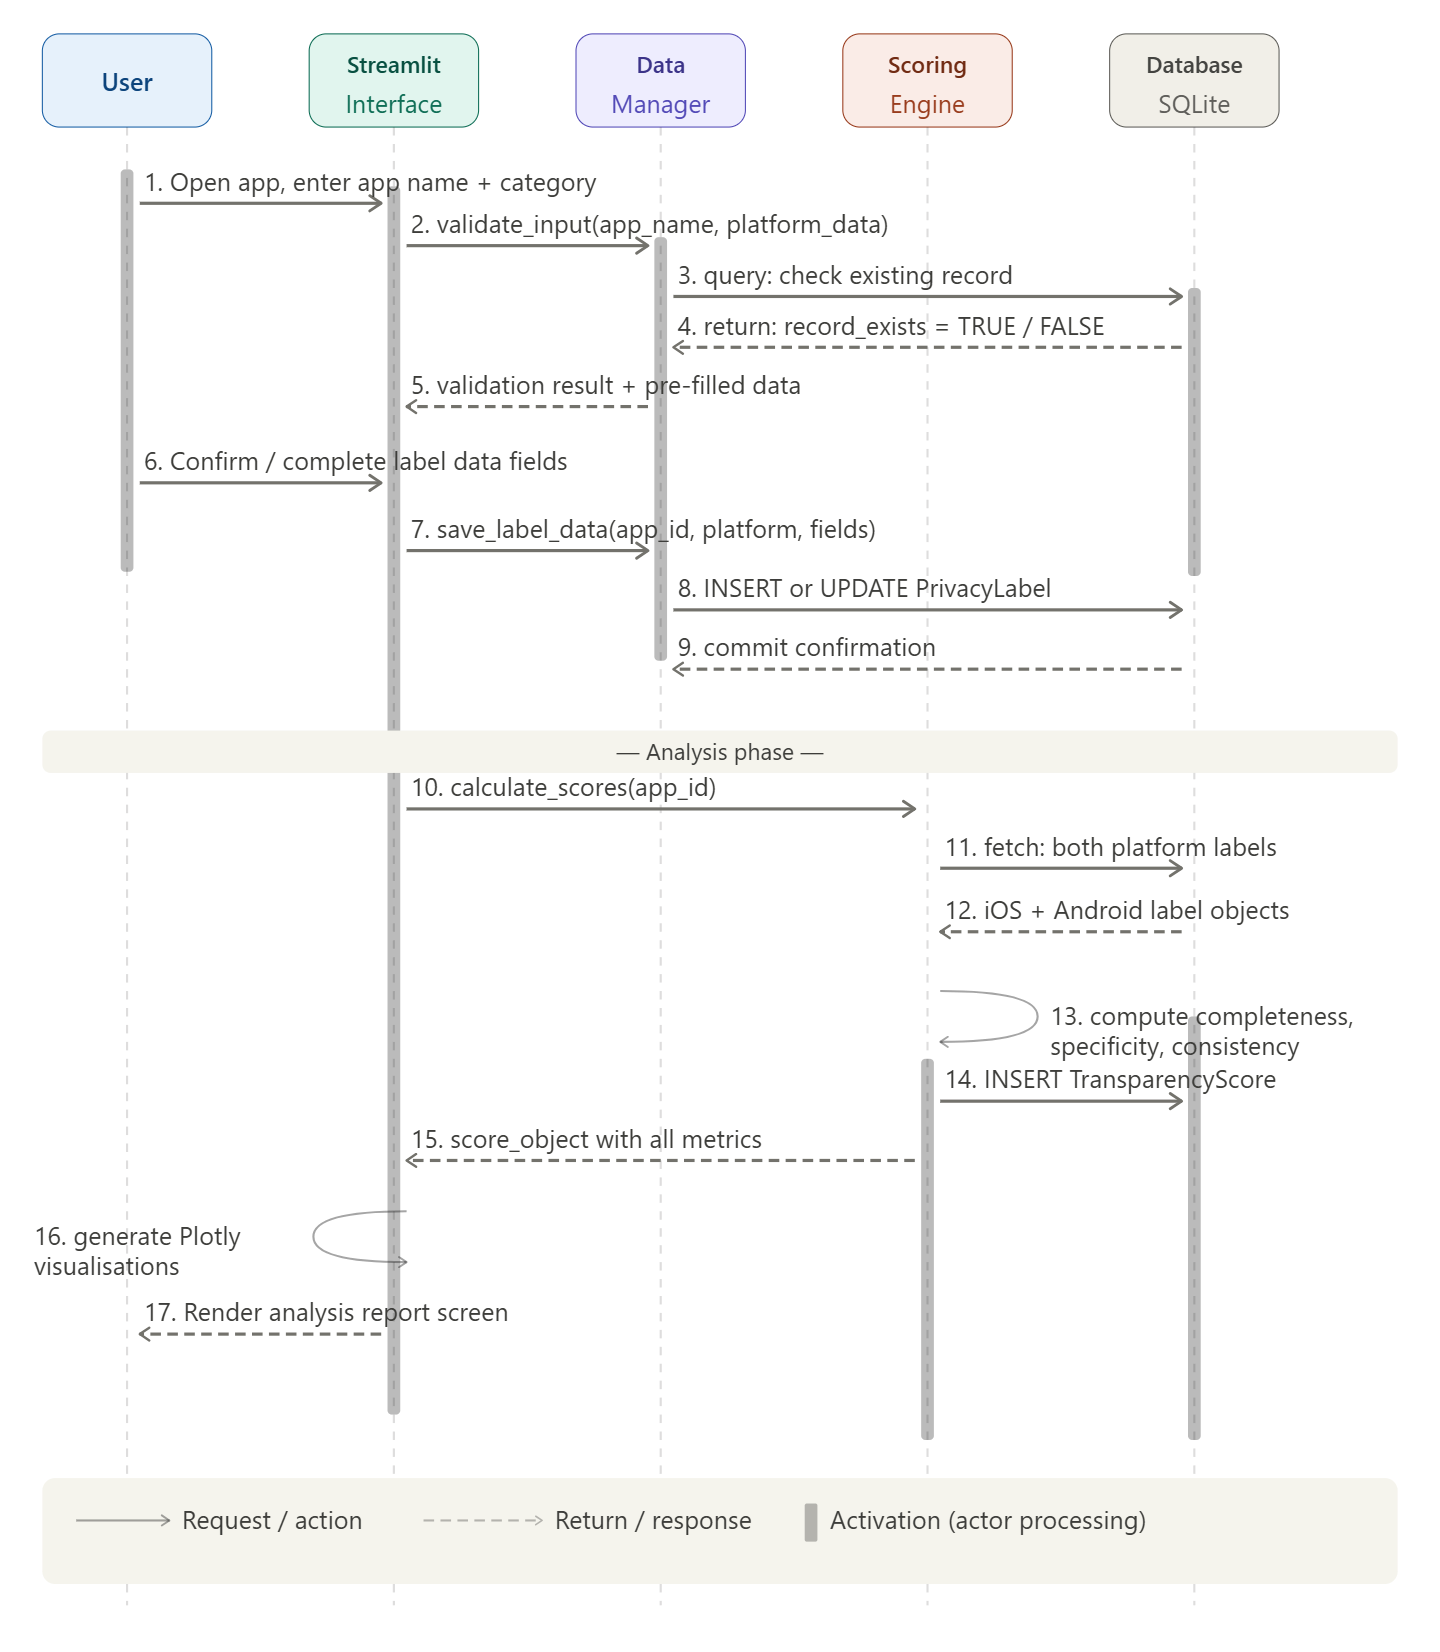 User
Streamlit
Interface
Data
Manager
Scoring
Engine
Database
SQLite
1. Open app, enter app name + category
2. validate_input(app_name, platform_data)
3. query: check existing record
4. return: record_exists = TRUE / FALSE
5. validation result + pre-filled data
6. Confirm / complete label data fields
7. save_label_data(app_id, platform, fields)
8. INSERT or UPDATE PrivacyLabel
9. commit confirmation
— Analysis phase —
10. calculate_scores(app_id)
11. fetch: both platform labels
12. iOS + Android label objects
13. compute completeness,
specificity, consistency
14. INSERT TransparencyScore
15. score_object with all metrics
16. generate Plotly
visualisations
17. Render analysis report screen
Request / action
Return / response
Activation (actor processing)